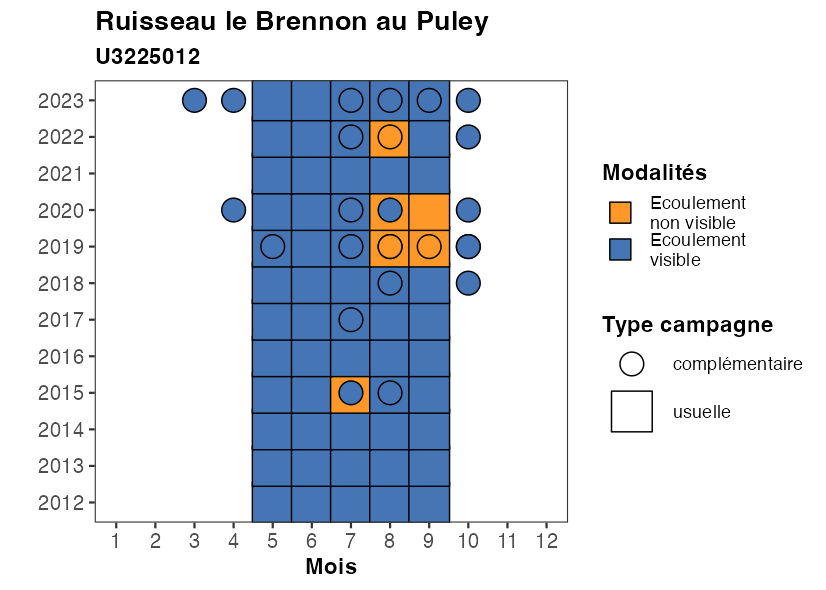 Ruisseau le Brennon au Puley
U3225012
2023
2022
2021
2020
2019
2018
2017
2016
2015
2014
2013
2012
1 2 3 4 5 6 7 8 9 10 11 12
Mois
Modalités
Ecoulement
non visible
Ecoulement
visible
Type campagne
complémentaire
usuelle